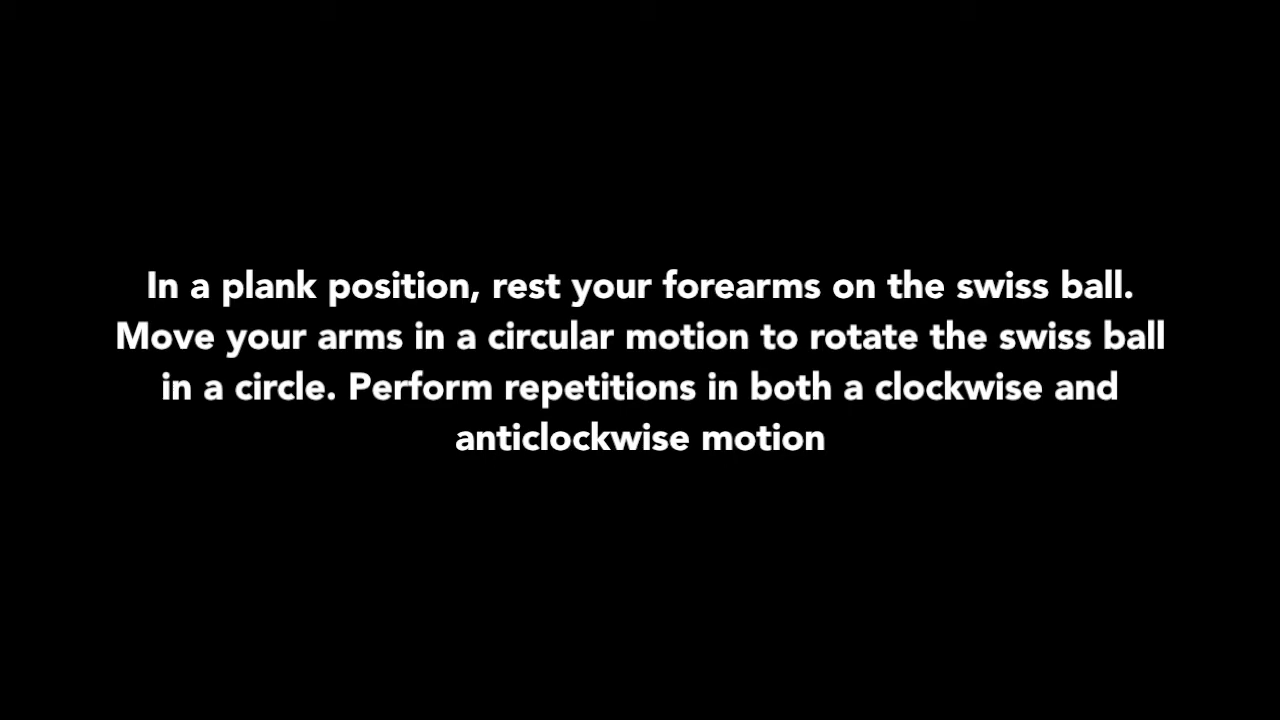 In a plank position, rest your forearms on the swiss ball.
Move your arms in a circular motion to rotate the swiss ball
in a circle. Perform repetitions in both a clockwise and
anticlockwise motion